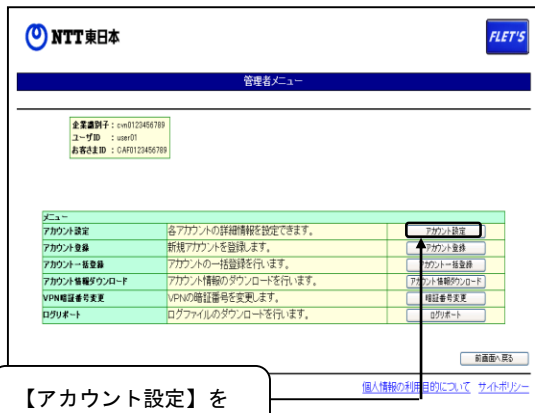 NTT東日本
FLET'S
管理者メニュー
企業識別子：cvn0123456789
ユーザID ：user01
お客さまID ：CAF0123456789
メニュー
アカウント設定 各アカウントの詳細情報を設定できます。 アカウント設定
アカウント登録 新規アカウントを登録します。 アカウント登録
アカウント一括登録 アカウントの一括登録を行います。 アカウント一括登録
アカウント情報ダウンロード アカウント情報のダウンロードを行います。 アカウント情報ダウンロード
VPN暗証番号変更 VPNの暗証番号を変更します。 暗証番号変更
ログリポート ログファイルのダウンロードを行います。 ログリポート
前画面へ戻る
個人情報の利用目的について サイトポリシー
【アカウント設定】を